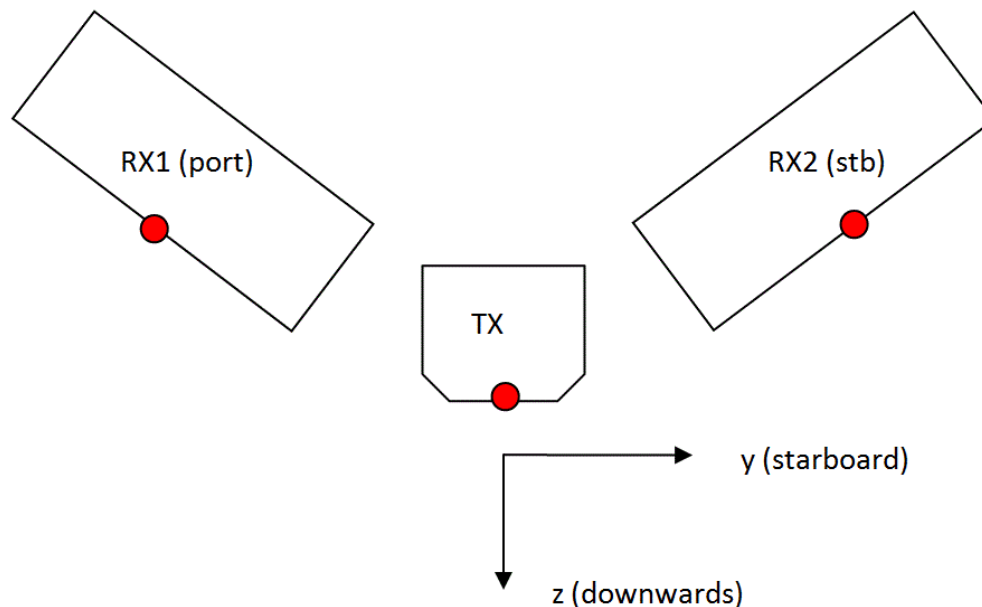 RX1 (port)
RX2 (stb)
TX
y (starboard)
z (downwards)